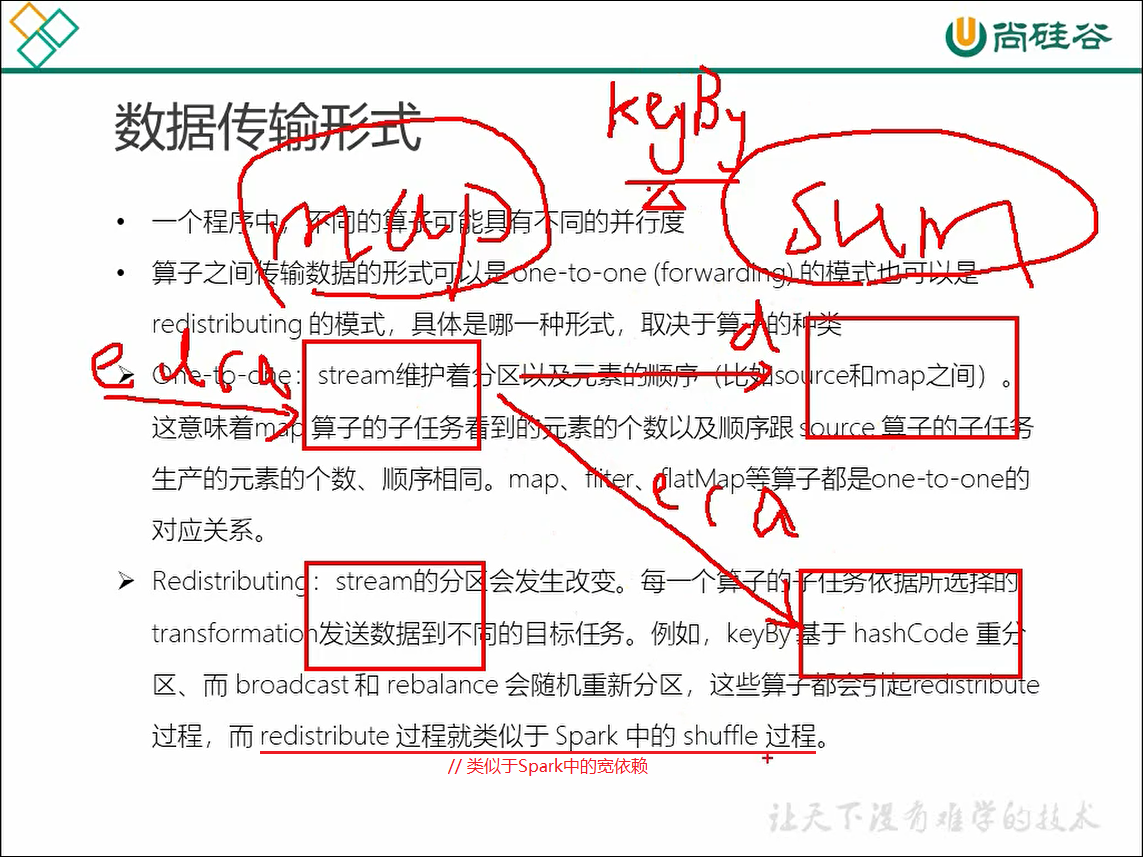 尚硅谷
数据传输形式
keyBy
map
sum
• 一个程序中，不同的算子可能具有不同的并行度
• 算子之间传输数据的形式可以是 one-to-one (forwarding) 的模式也可以是
redistributing 的模式，具体是哪一种形式，取决于算子的种类
d
e d c a
➢ One-to-one：stream维护着分区以及元素的顺序（比如source和map之间）。
这意味着map 算子的子任务看到的元素的个数以及顺序跟 source 算子的子任务
生产的元素的个数、顺序相同。map、fliter、flatMap等算子都是one-to-one的
e c a
对应关系。
➢ Redistributing：stream的分区会发生改变。每一个算子的子任务依据所选择的
transformation发送数据到不同的目标任务。例如，keyBy 基于 hashCode 重分
区、而 broadcast 和 rebalance 会随机重新分区，这些算子都会引起redistribute
过程，而 redistribute 过程就类似于 Spark 中的 shuffle 过程。
// 类似于Spark中的宽依赖
让天下没有难学的技术